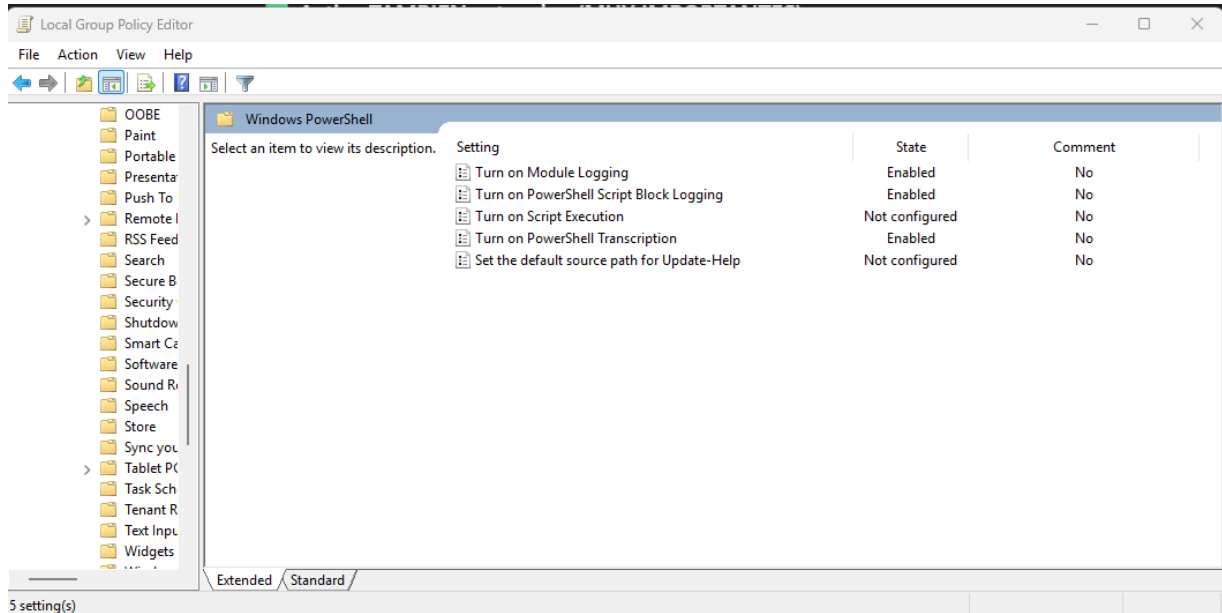 Local Group Policy Editor
File Action View Help
OOBE
Paint
Portable
Presenta
Push To
Remote
RSS Feed
Search
Secure B
Security
Shutdow
Smart Ca
Software
Sound R
Speech
Store
Sync you
Tablet P
Task Sch
Tenant R
Text Inpu
Widgets
Windows PowerShell
Select an item to view its description.
Setting State Comment
Turn on Module Logging Enabled No
Turn on PowerShell Script Block Logging Enabled No
Turn on Script Execution Not configured No
Turn on PowerShell Transcription Enabled No
Set the default source path for Update-Help Not configured No
Extended Standard
5 setting(s)